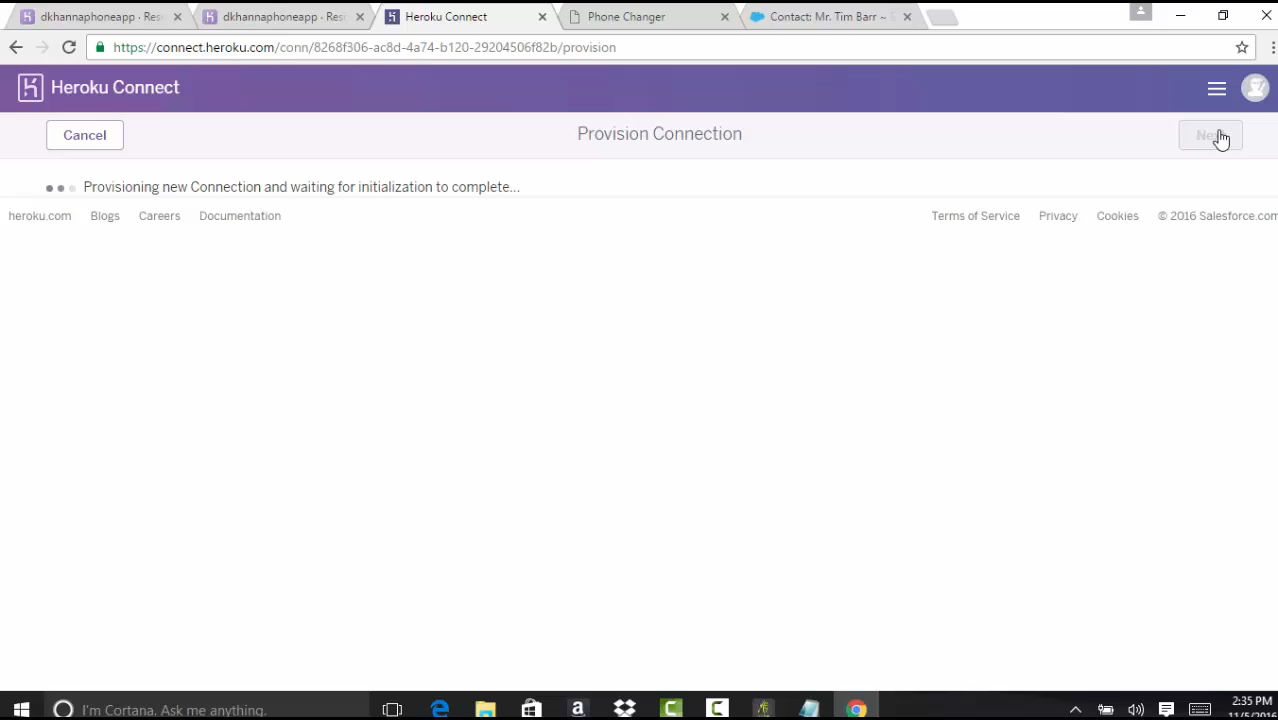 dkhannaphoneapp · Res
dkhannaphoneapp · Res
Heroku Connect
Phone Changer
Contact: Mr. Tim Barr ~
https://connect.heroku.com/conn/8268f306-ac8d-4a74-b120-29204506f82b/provision
Heroku Connect
Cancel
Provision Connection
Provisioning new Connection and waiting for initialization to complete...
heroku.com
Blogs
Careers
Documentation
Terms of Service
Privacy
Cookies
© 2016 Salesforce.com
I'm Cortana. Ask me anything.
2:35 PM
11/5/2016